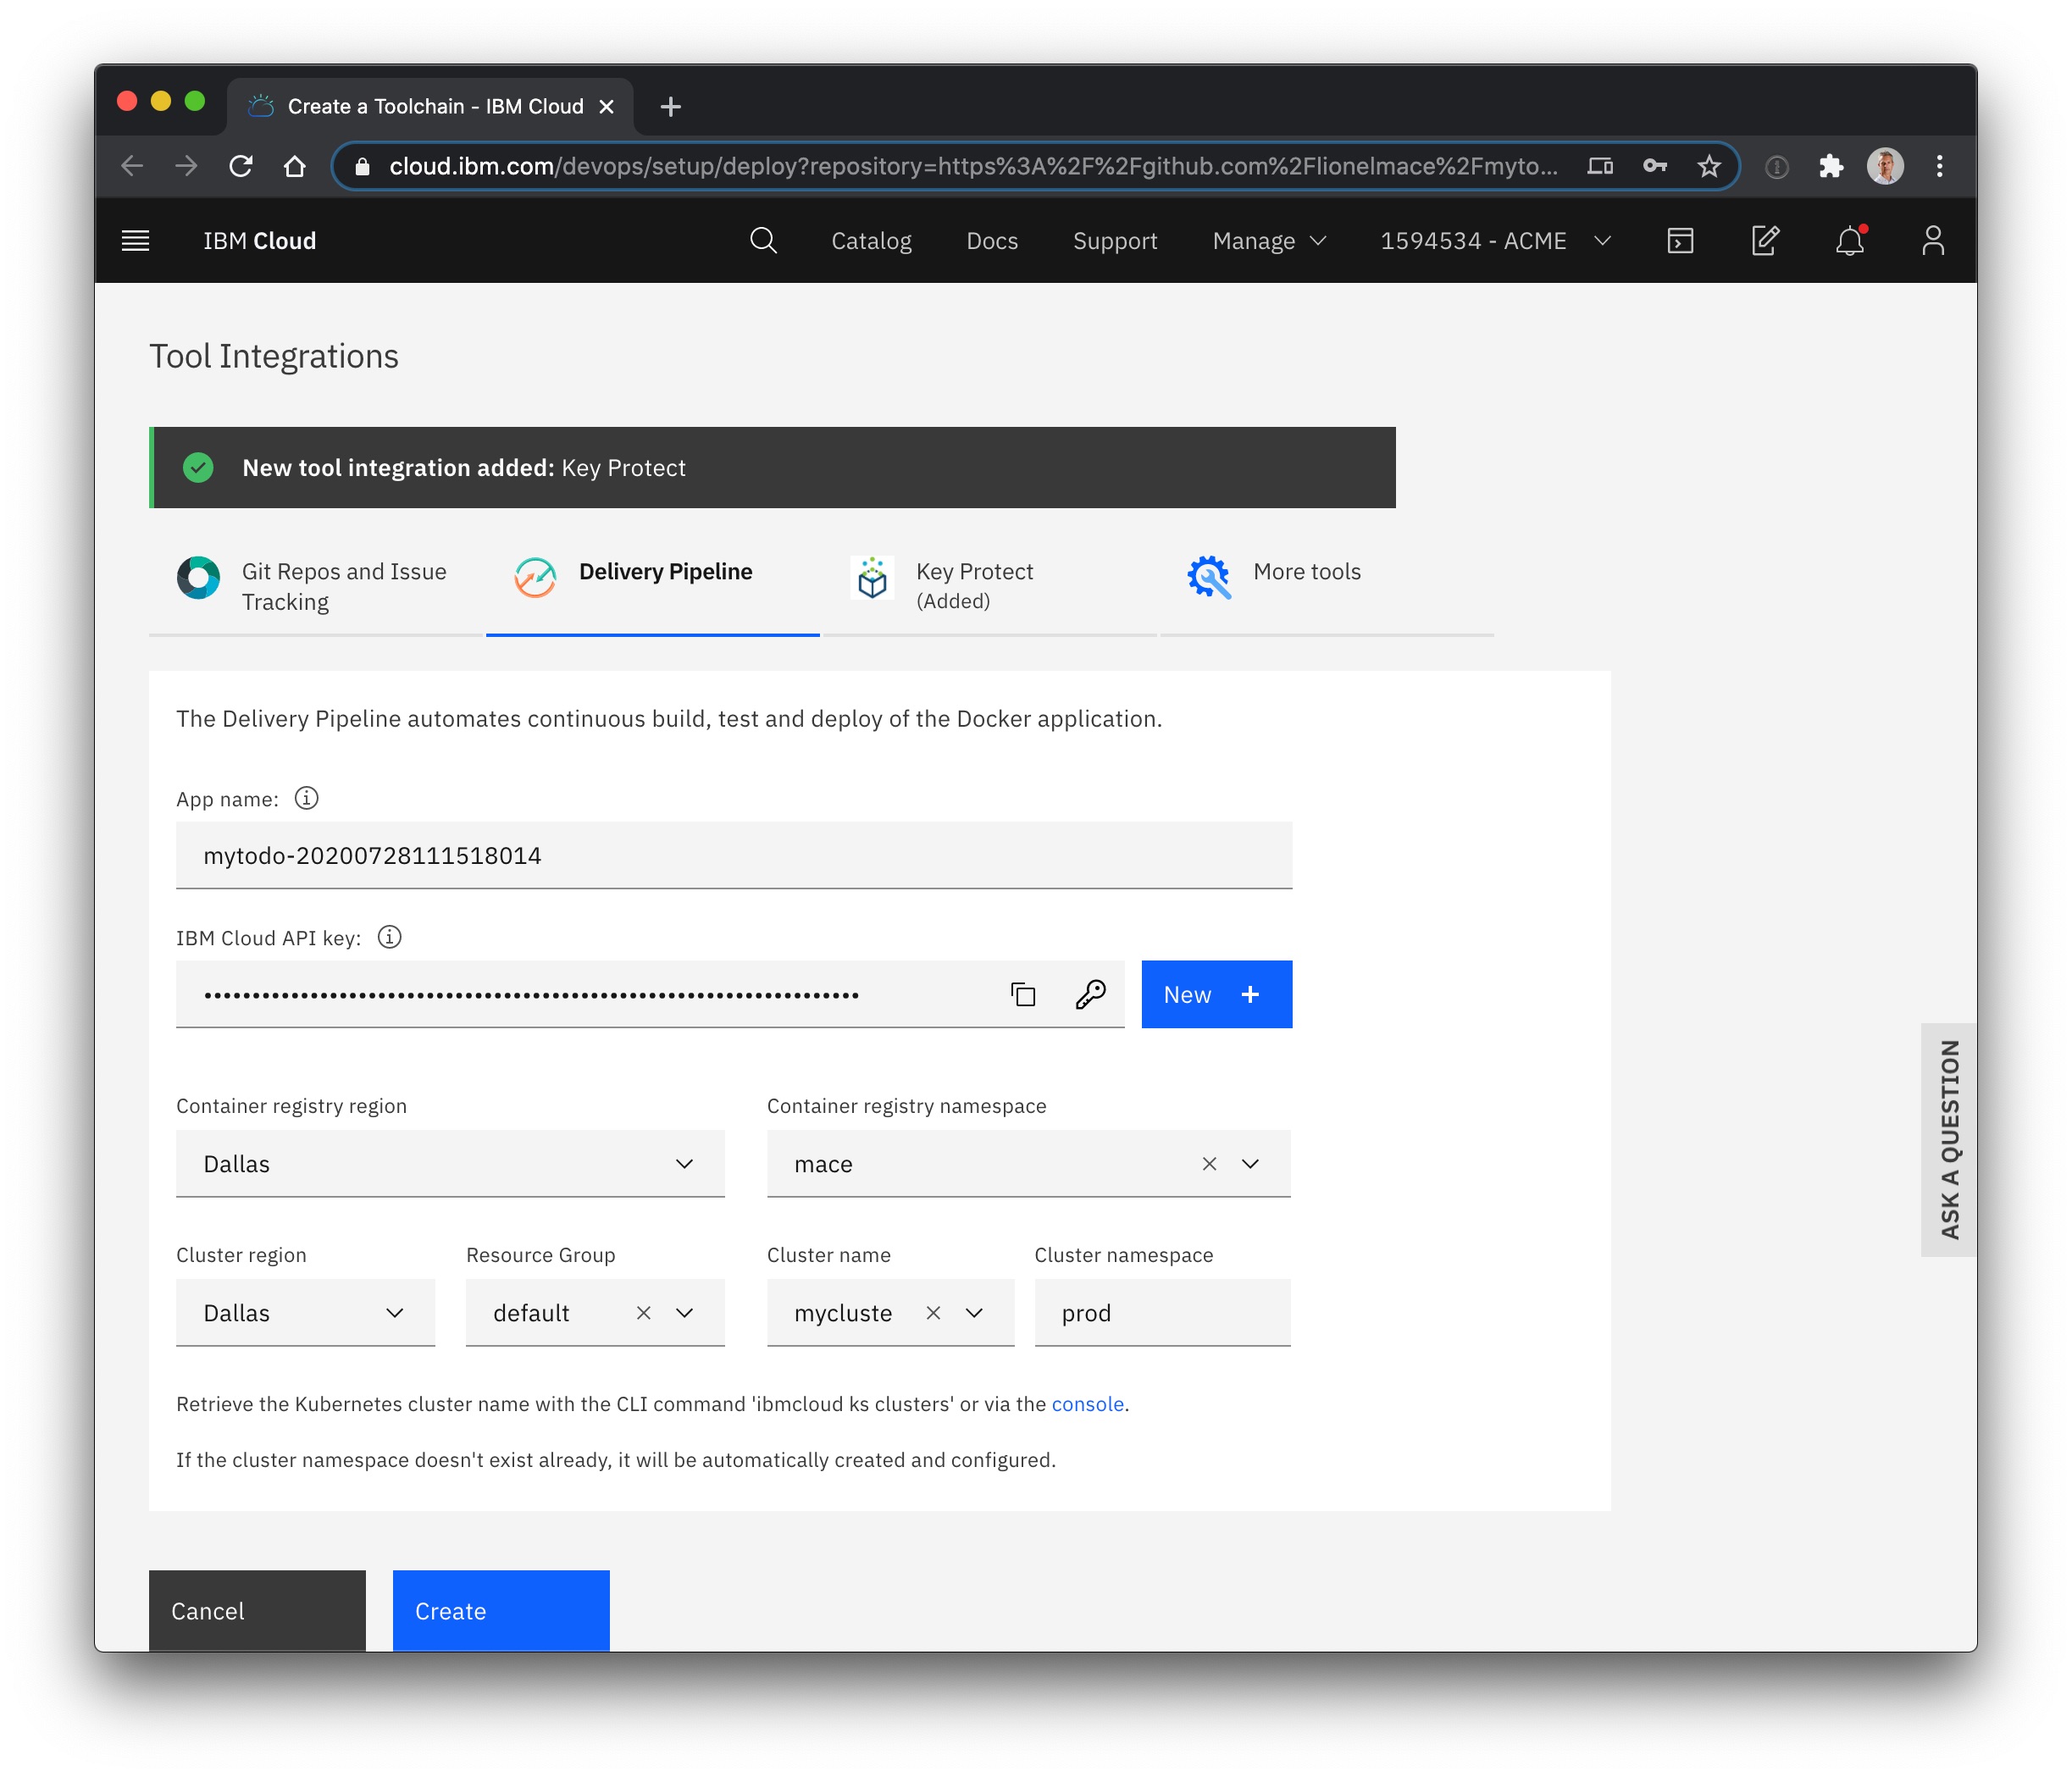 Create a Toolchain - IBM Cloud
cloud.ibm.com/devops/setup/deploy?repository=https%3A%2F%2Fgithub.com%2Flionelmace%2Fmyto...
IBM Cloud Catalog Docs Support Manage 1594534 - ACME
Tool Integrations
New tool integration added: Key Protect
Git Repos and Issue Tracking
Delivery Pipeline
Key Protect
(Added)
More tools
The Delivery Pipeline automates continuous build, test and deploy of the Docker application.
App name:
mytodo-20200728111518014
IBM Cloud API key:
New
Container registry region
Dallas
Container registry namespace
mace
Cluster region
Dallas
Resource Group
default
Cluster name
mycluste
Cluster namespace
prod
Retrieve the Kubernetes cluster name with the CLI command 'ibmcloud ks clusters' or via the console.
If the cluster namespace doesn't exist already, it will be automatically created and configured.
Cancel
Create
ASK A QUESTION